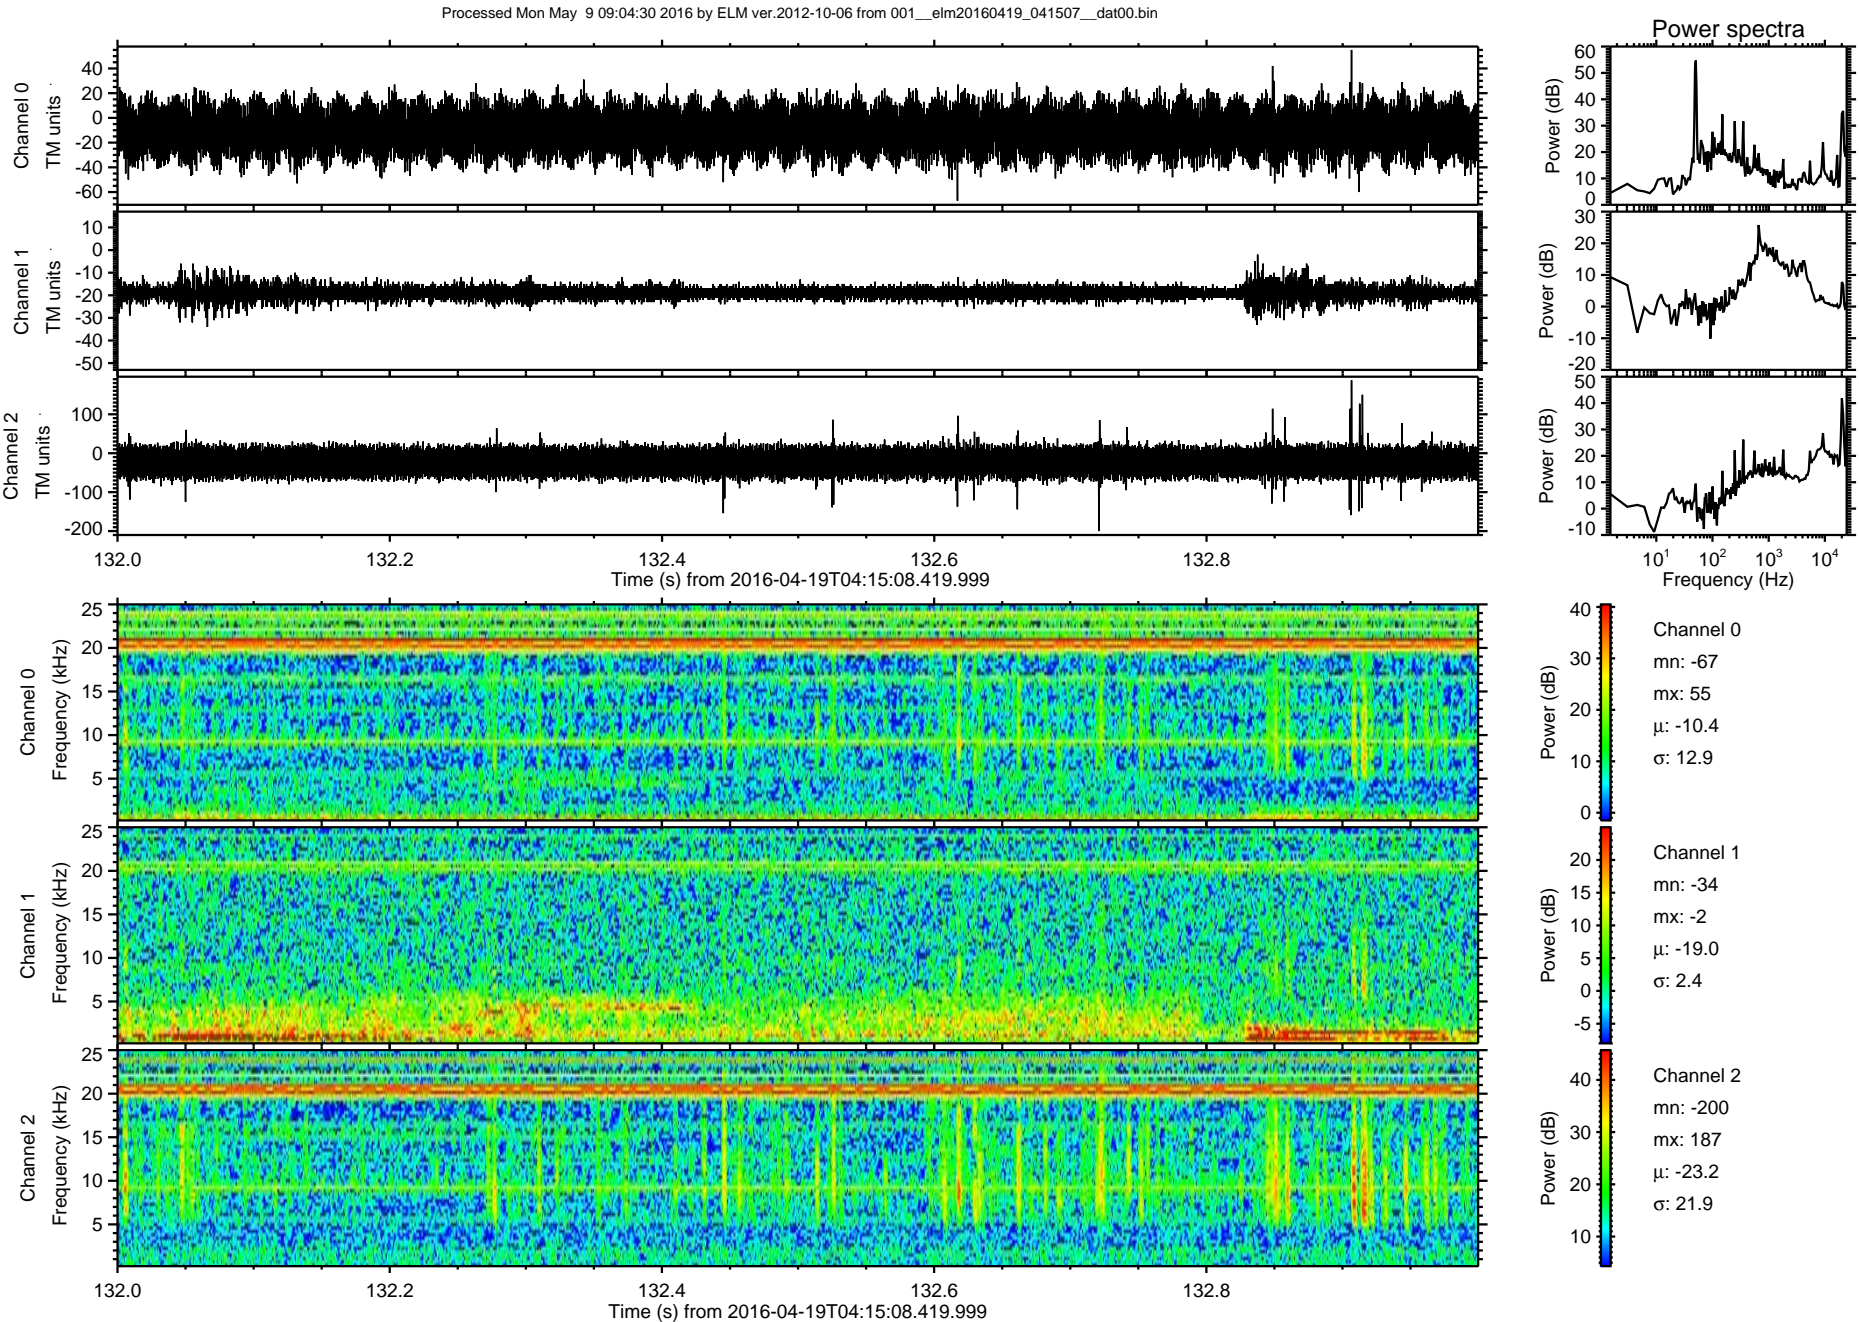 Processed Mon May  9 09:04:30 2016 by ELM ver.2012-10-06 from 001__elm20160419_041507__dat00.bin
Power spectra
Channel 0
TM units
40
20
0
-20
-40
-60
Power (dB)
60
50
40
30
20
10
0
Channel 1
TM units
10
0
-10
-20
-30
-40
-50
Power (dB)
30
20
10
0
-10
-20
Channel 2
TM units
100
0
-100
-200
Power (dB)
50
40
30
20
10
0
-10
132.0 132.2 132.4 132.6 132.8
Time (s) from 2016-04-19T04:15:08.419.999
10¹ 10² 10³ 10⁴
Frequency (Hz)
Channel 0
Frequency (kHz)
25
20
15
10
5
Power (dB)
40
30
20
10
0
Channel 0
mn: -67
mx: 55
μ: -10.4
σ: 12.9
Channel 1
Frequency (kHz)
25
20
15
10
5
Power (dB)
20
15
10
5
0
-5
Channel 1
mn: -34
mx: -2
μ: -19.0
σ: 2.4
Channel 2
Frequency (kHz)
25
20
15
10
5
Power (dB)
40
30
20
10
Channel 2
mn: -200
mx: 187
μ: -23.2
σ: 21.9
132.0 132.2 132.4 132.6 132.8
Time (s) from 2016-04-19T04:15:08.419.999